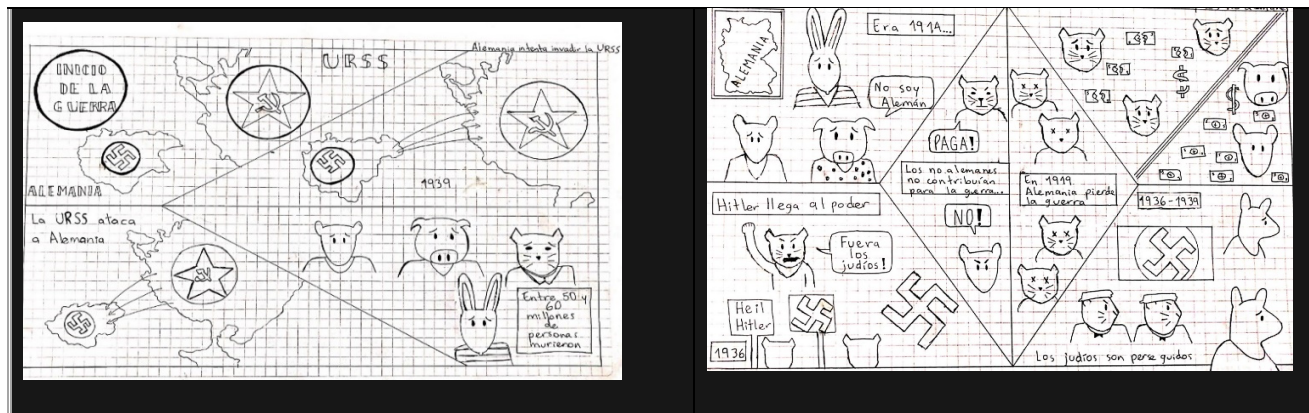 INICIO
DE LA
GUERRA
URSS
Alemania intenta invadir la URSS
ALEMANIA
1939
La URSS ataca
a Alemania
Entre 50 y
60
millones
de
personas
murieron
ALEMANIA
Era 1914...
No soy
Alemán
PAGA!
Los no alemanes
no contribuían
para la guerra...
NO!
En 1919
Alemania pierde
la guerra
$
$
Hitler llega al poder
Fuera
los
judíos!
Heil
Hitler
1936
1936-1939
Los judíos son perseguidos